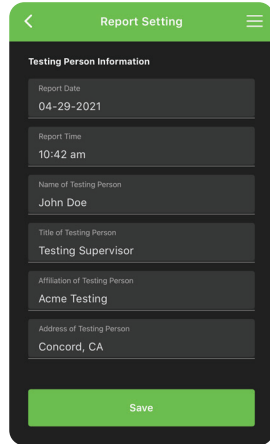 Report Setting
Testing Person Information
Report Date
04-29-2021
Report Time
10:42 am
Name of Testing Person
John Doe
Title of Testing Person
Testing Supervisor
Affiliation of Testing Person
Acme Testing
Address of Testing Person
Concord, CA
Save